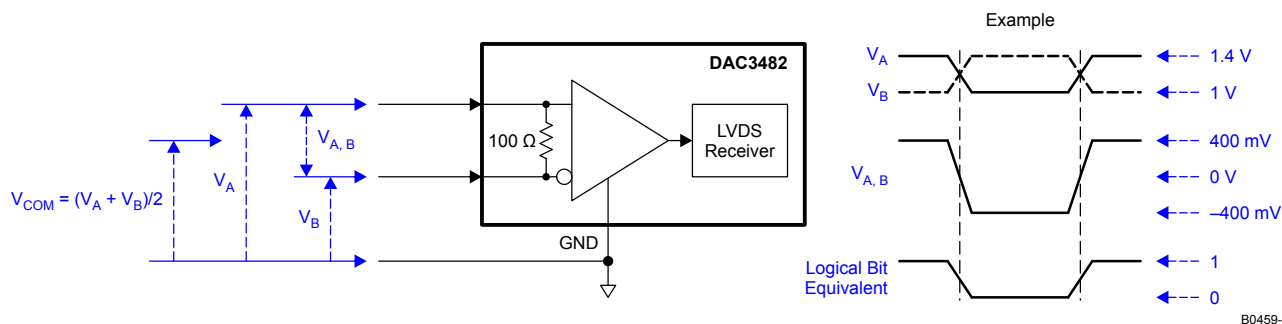 Example
DAC3482
V_A
1.4 V
V_B
1 V
100 Ω
LVDS
Receiver
V_A, B
V_A
V_COM = (V_A + V_B)/2
V_B
GND
400 mV
V_A, B
0 V
–400 mV
Logical Bit
Equivalent
1
0
B0459-